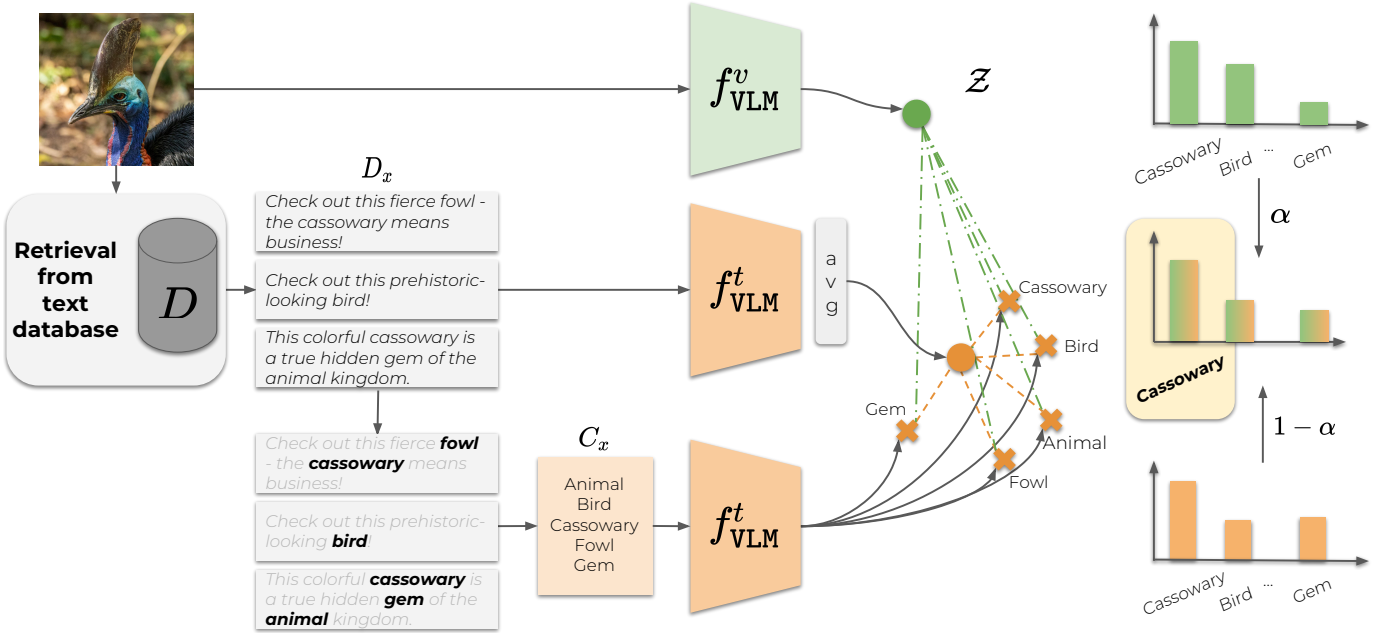 Retrieval
from
text
database
D
Dₓ
Check out this fierce fowl -
the cassowary means
business!
Check out this prehistoric-
looking bird!
This colorful cassowary is
a true hidden gem of the
animal kingdom.
Check out this fierce fowl
- the cassowary means
business!
Check out this prehistoric-
looking bird!
This colorful cassowary is
a true hidden gem of the
animal kingdom.
Cₓ
Animal
Bird
Cassowary
Fowl
Gem
f^v_VLM
f^t_VLM
a
v
g
f^t_VLM
𝒵
Cassowary
Bird
Animal
Fowl
Gem
Cassowary
Bird
...
Gem
α
Cassowary
1 − α
Cassowary
Bird
...
Gem